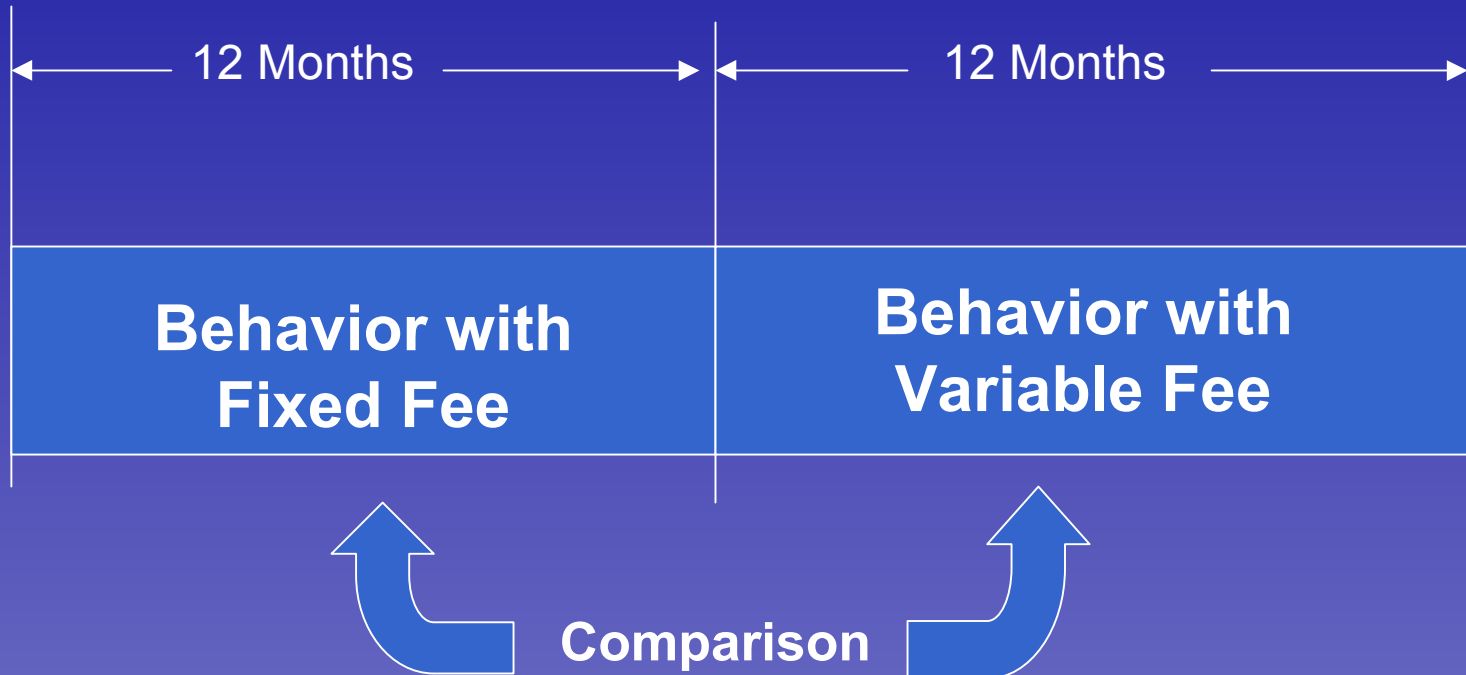 12 Months
12 Months
Behavior with
Fixed Fee
Behavior with
Variable Fee
Comparison